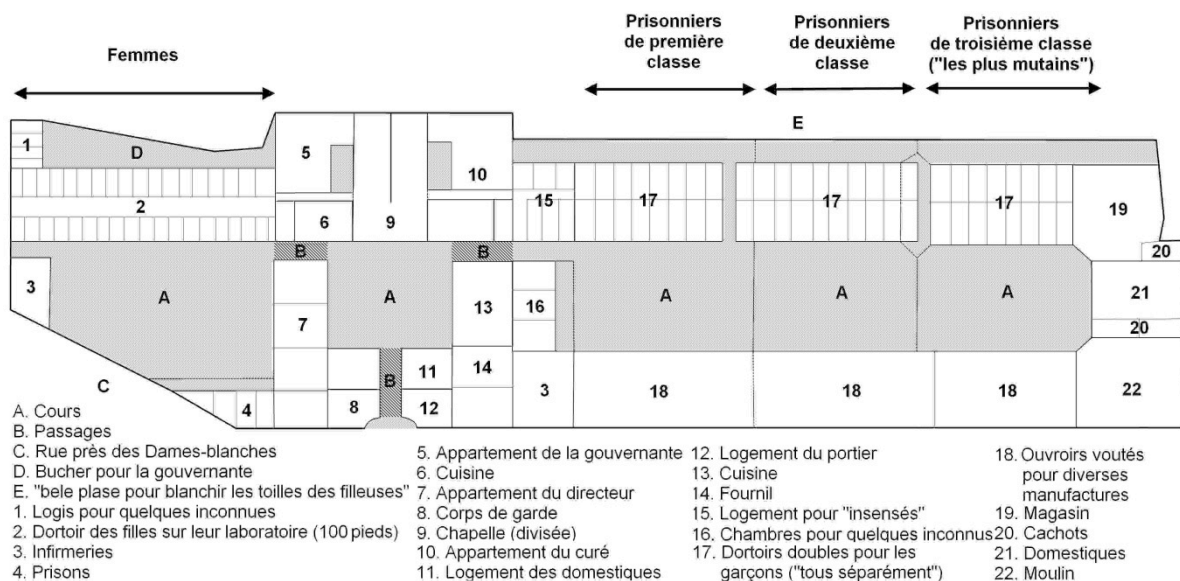 Femmes
Prisonniers
de première
classe
Prisonniers
de deuxième
classe
Prisonniers
de troisième classe
("les plus mutains")
E
1
D
5
10
2
6
9
15
17
17
17
19
B
B
20
3
A
A
13
16
A
A
A
21
7
20
C
B
11
14
4
8
12
3
18
18
18
22
A. Cours
B. Passages
C. Rue près des Dames-blanches
D. Bucher pour la gouvernante
E. "bele plase pour blanchir les toilles des filleuses"
1. Logis pour quelques inconnues
2. Dortoir des filles sur leur laboratoire (100 pieds)
3. Infirmeries
4. Prisons
5. Appartement de la gouvernante
6. Cuisine
7. Appartement du directeur
8. Corps de garde
9. Chapelle (divisée)
10. Appartement du curé
11. Logement des domestiques
12. Logement du portier
13. Cuisine
14. Fournil
15. Logement pour "insensés"
16. Chambres pour quelques inconnus
17. Dortoirs doubles pour les
garçons ("tous séparément")
18. Ouvroirs voutés
pour diverses
manufactures
19. Magasin
20. Cachots
21. Domestiques
22. Moulin